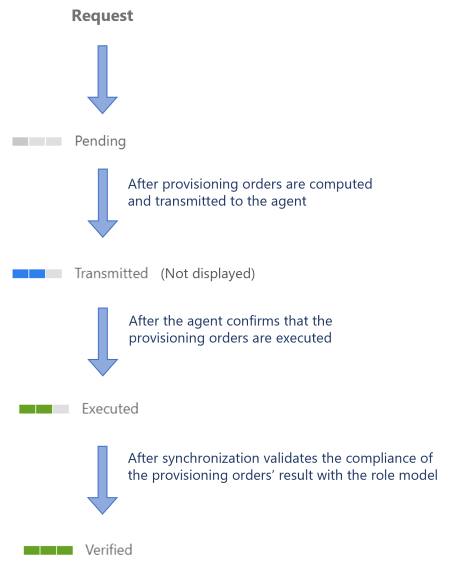 Request
Pending
After provisioning orders are computed
and transmitted to the agent
Transmitted (Not displayed)
After the agent confirms that the
provisioning orders are executed
Executed
After synchronization validates the compliance of
the provisioning orders’ result with the role model
Verified